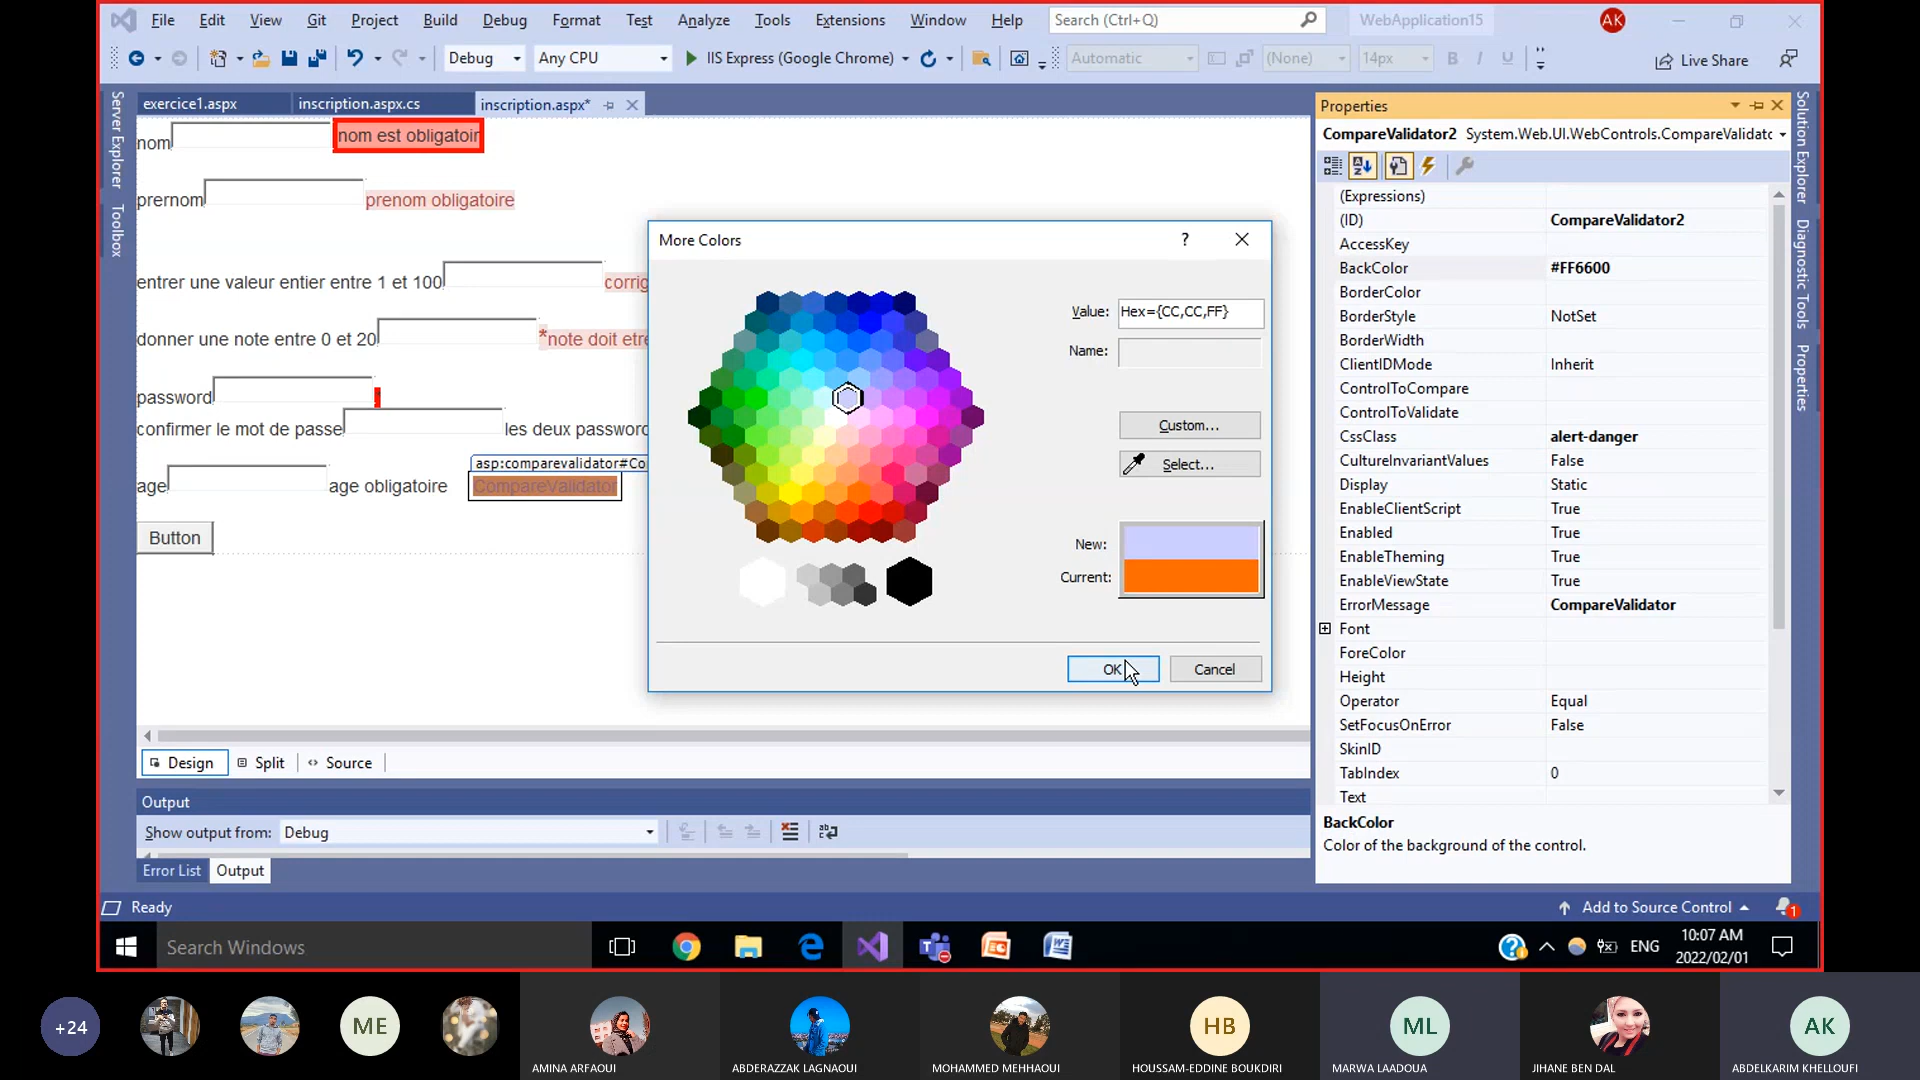 File Edit View Git Project Build Debug Format Test Analyze Tools Extensions Window Help Search (Ctrl+Q) WebApplication15 AK
Debug Any CPU IIS Express (Google Chrome) Automatic (None) 14px B I U Live Share
Server Explorer
Toolbox
exercice1.aspx inscription.aspx.cs inscription.aspx*
nom nom est obligatoir
prernom prenom obligatoire
entrer une valeur entier entre 1 et 100 corrig
donner une note entre 0 et 20 *note doit etre
password
confirmer le mot de passe les deux password
asp:comparevalidator#Co
age age obligatoire CompareValidator
Button
More Colors ?
Value: Hex={CC,CC,FF}
Name:
Custom...
Select...
New:
Current:
OK Cancel
Design Split Source
Output
Show output from: Debug
Error List Output
Properties
CompareValidator2 System.Web.UI.WebControls.CompareValidatc
(Expressions)
(ID) CompareValidator2
AccessKey
BackColor #FF6600
BorderColor
BorderStyle NotSet
BorderWidth
ClientIDMode Inherit
ControlToCompare
ControlToValidate
CssClass alert-danger
CultureInvariantValues False
Display Static
EnableClientScript True
Enabled True
EnableTheming True
EnableViewState True
ErrorMessage CompareValidator
Font
ForeColor
Height
Operator Equal
SetFocusOnError False
SkinID
TabIndex 0
Text
BackColor
Color of the background of the control.
Solution Explorer
Diagnostic Tools
Properties
Ready Add to Source Control 1
Search Windows ENG 10:07 AM
2022/02/01
+24 ME HB ML AK
AMINA ARFAOUI ABDERAZZAK LAGNAOUI MOHAMMED MEHHAOUI HOUSSAM-EDDINE BOUKDIRI MARWA LAADOUA JIHANE BEN DAL ABDELKARIM KHELLOUFI